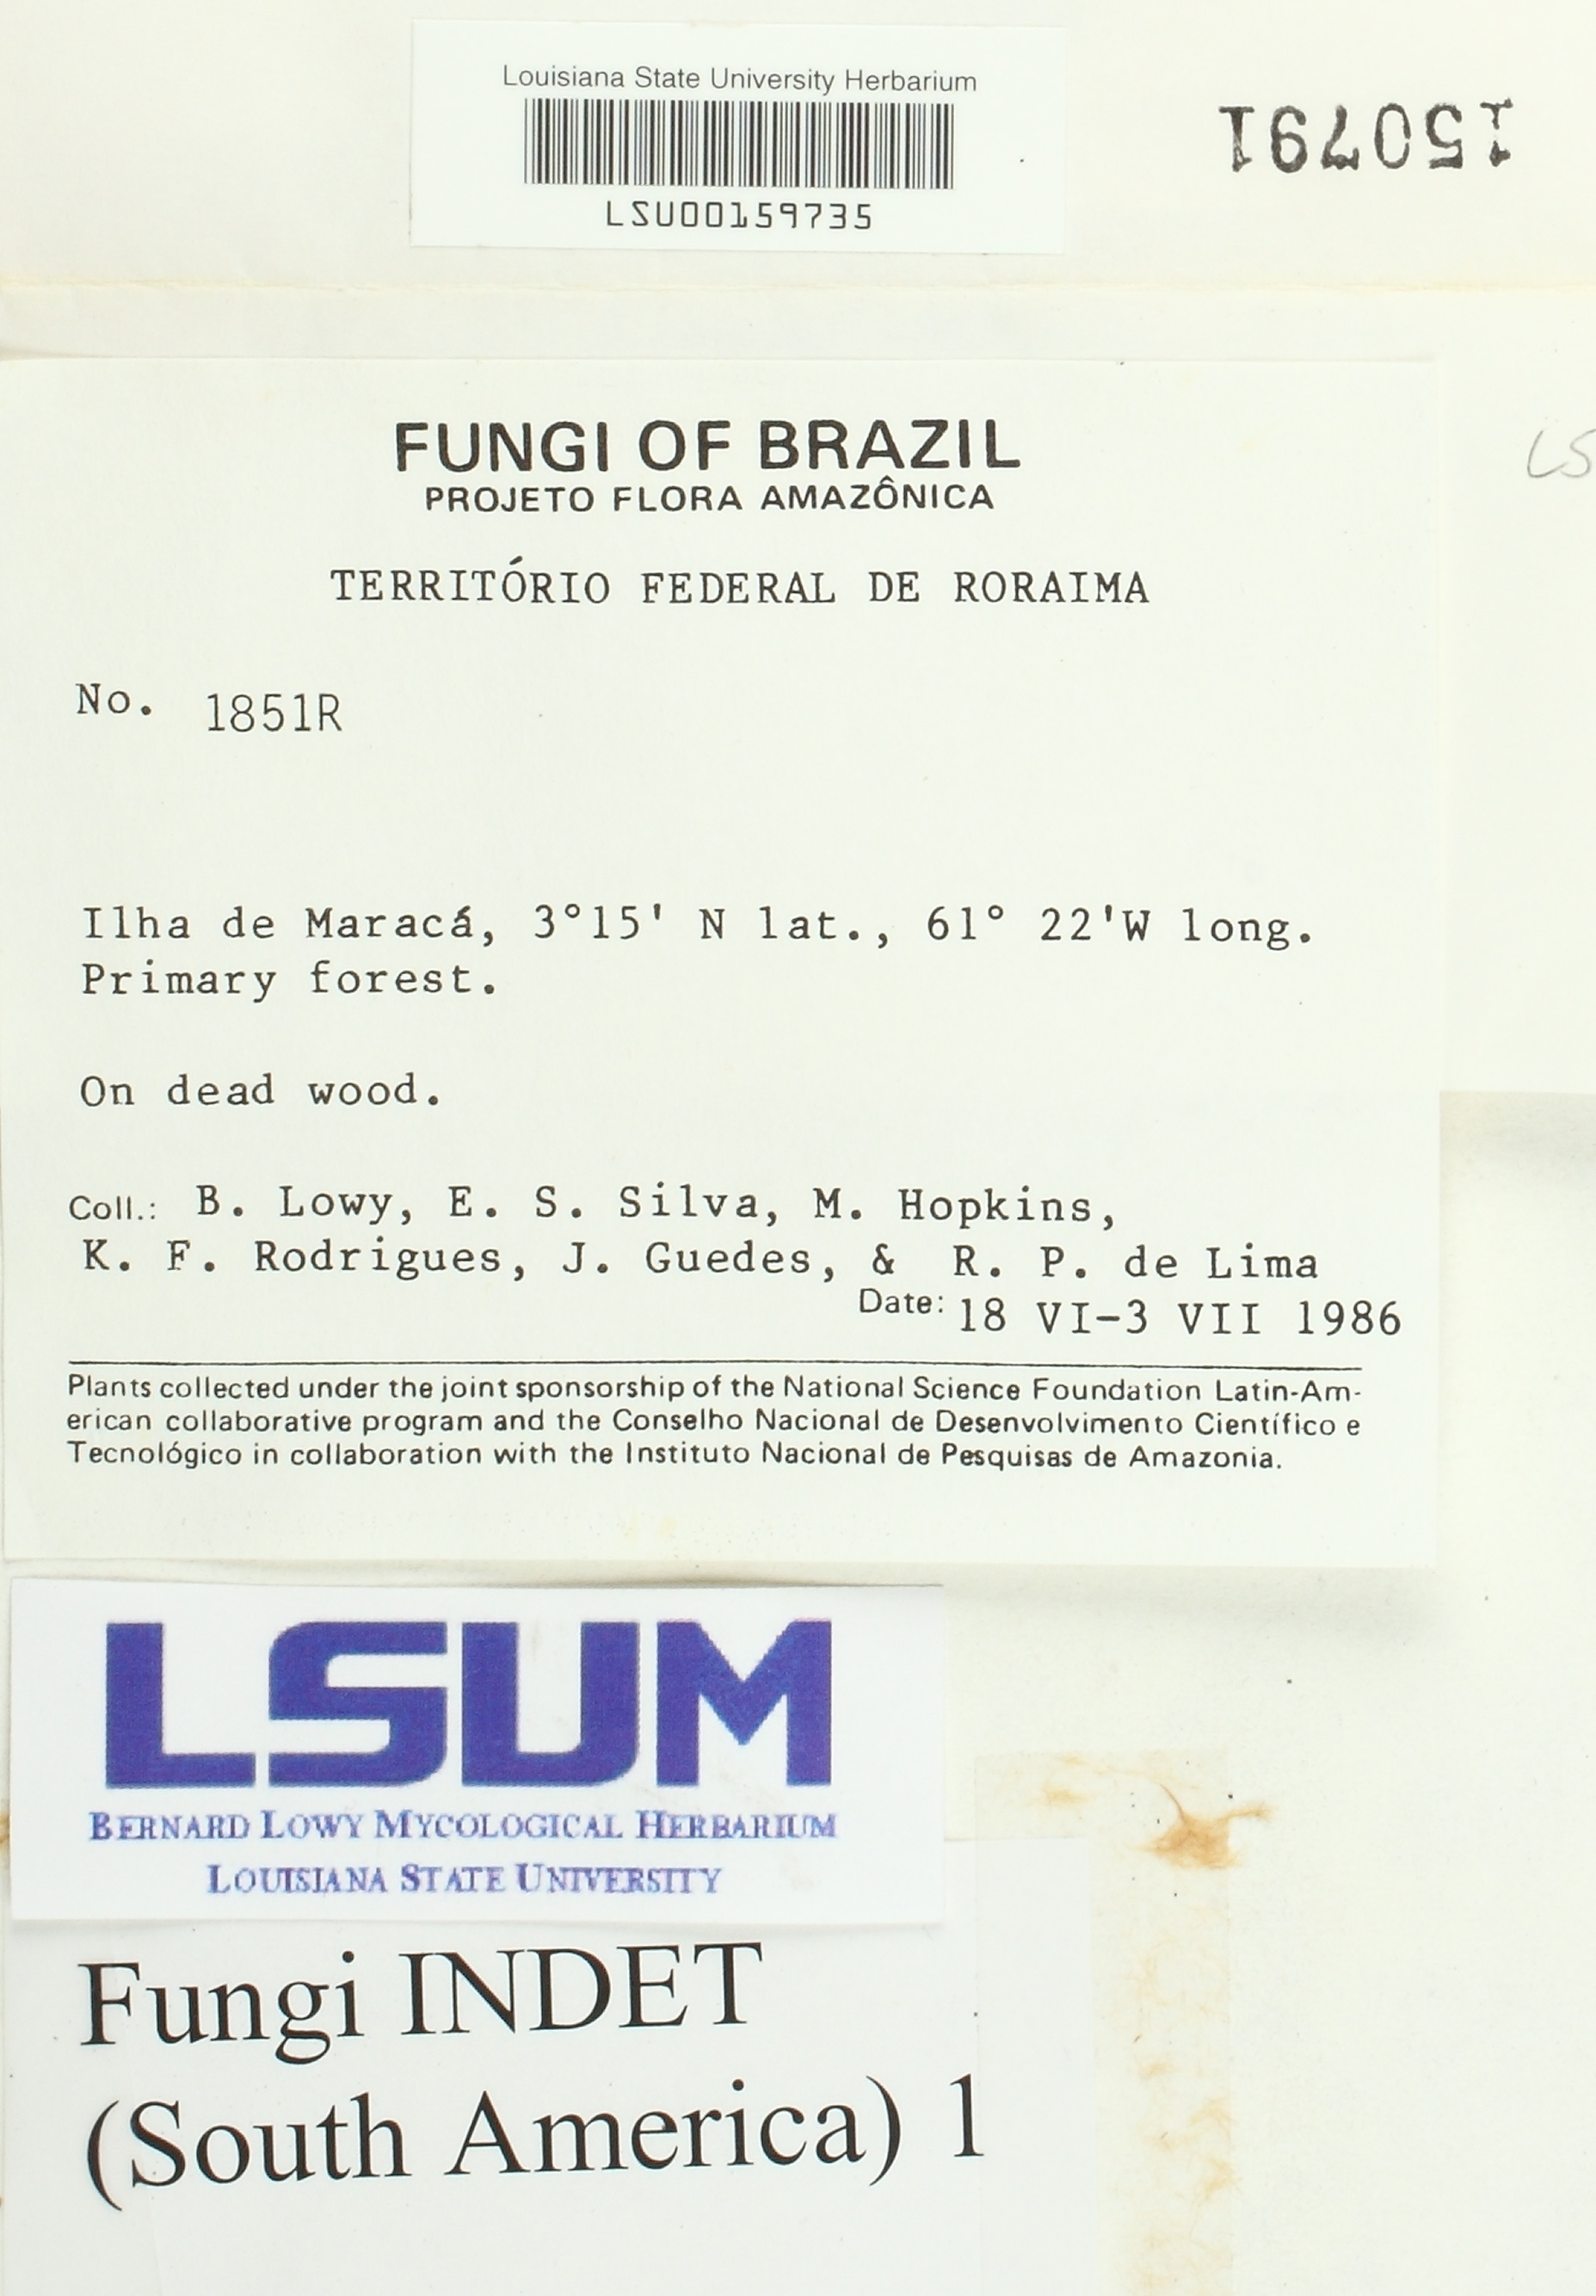 Louisiana State University Herbarium
LSU00159735
150791
FUNGI OF BRAZIL
PROJETO FLORA AMAZÔNICA
TERRITÓRIO FEDERAL DE RORAIMA
No. 1851R
Ilha de Maracá, 3°15' N lat., 61° 22'W long.
Primary forest.
On dead wood.
Coll.: B. Lowy, E. S. Silva, M. Hopkins,
K. F. Rodrigues, J. Guedes, & R. P. de Lima
Date: 18 VI-3 VII 1986
Plants collected under the joint sponsorship of the National Science Foundation Latin-Am-
erican collaborative program and the Conselho Nacional de Desenvolvimento Científico e
Tecnológico in collaboration with the Instituto Nacional de Pesquisas de Amazonia.
LSUM
BERNARD LOWY MYCOLOGICAL HERBARIUM
LOUISIANA STATE UNIVERSITY
Fungi INDET
(South America) 1